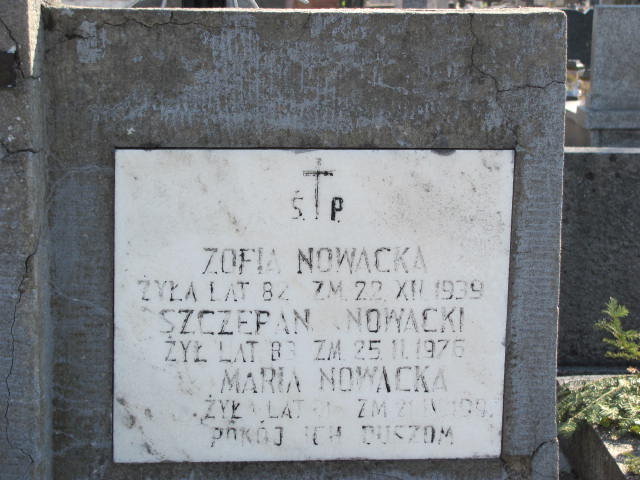 Ś. P.
ZOFIA NOWACKA
ŻYŁA LAT 82 ZM. 22 XII 1939
SZCZEPAN NOWACKI
ŻYŁ LAT 83 ZM. 25.II.1976
MARIA NOWACKA
ŻYŁA LAT ZM
POKÓJ ICH DUSZOM